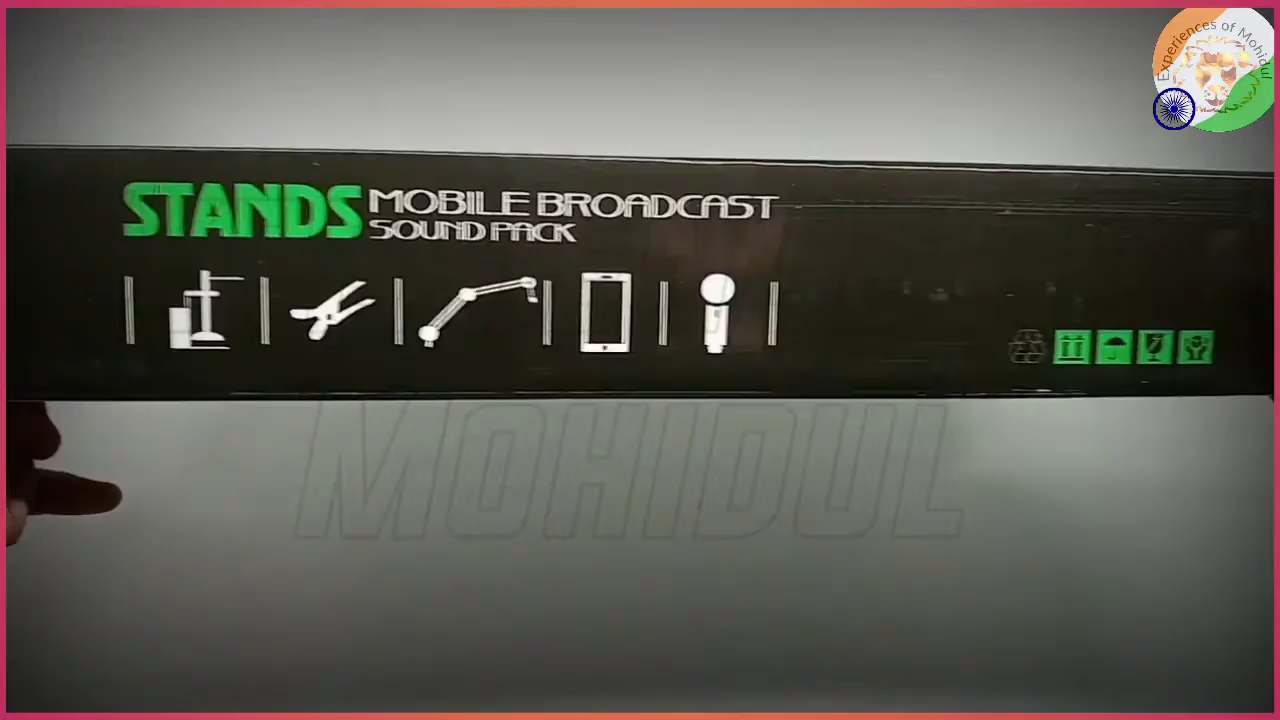 Experiences of Mohidul
STANDS MOBILE BROADCAST
SOUND PACK
MOHIDUL